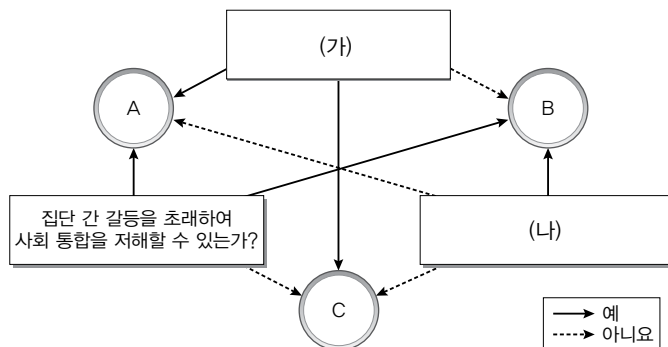 (가)
A
B
집단 간 갈등을 초래하여
사회 통합을 저해할 수 있는가?
(나)
C
예
아니요